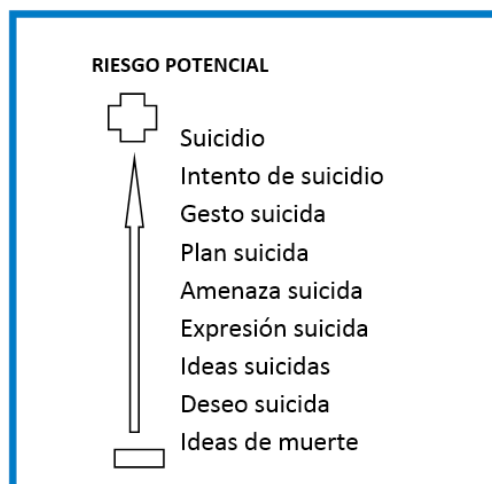 RIESGO POTENCIAL
Suicidio
Intento de suicidio
Gesto suicida
Plan suicida
Amenaza suicida
Expresión suicida
Ideas suicidas
Deseo suicida
Ideas de muerte